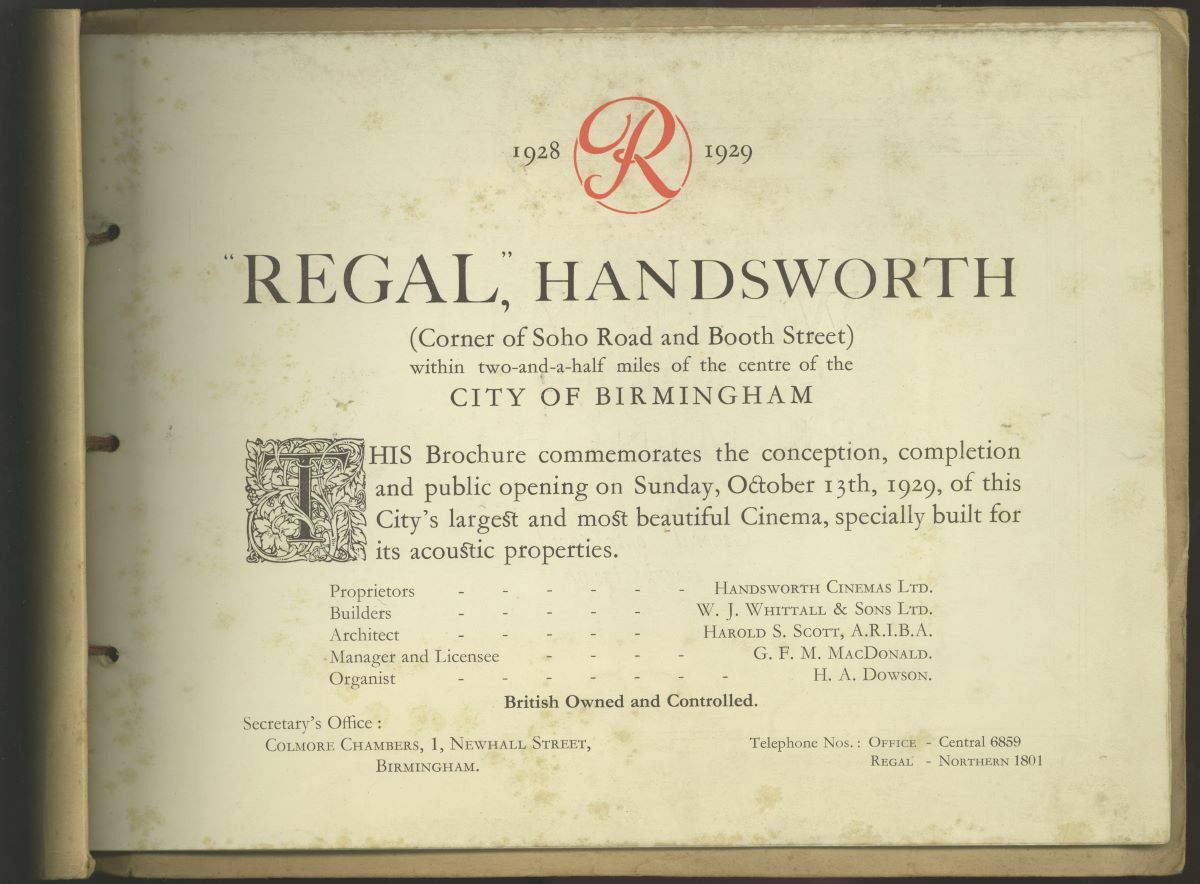 1928 R 1929
"REGAL," HANDSWORTH
(Corner of Soho Road and Booth Street)
within two-and-a-half miles of the centre of the
CITY OF BIRMINGHAM
THIS Brochure commemorates the conception, completion
and public opening on Sunday, October 13th, 1929, of this
City's largest and most beautiful Cinema, specially built for
its acoustic properties.
Proprietors - - - - - - HANDSWORTH CINEMAS LTD.
Builders - - - - - W. J. WHITTALL & SONS LTD.
Architect - - - - - HAROLD S. SCOTT, A.R.I.B.A.
Manager and Licensee - - - - G. F. M. MACDONALD.
Organist - - - - - - - H. A. DOWSON.
British Owned and Controlled.
Secretary's Office :
COLMORE CHAMBERS, 1, NEWHALL STREET,
BIRMINGHAM.
Telephone Nos. : OFFICE - Central 6859
REGAL - NORTHERN 1801